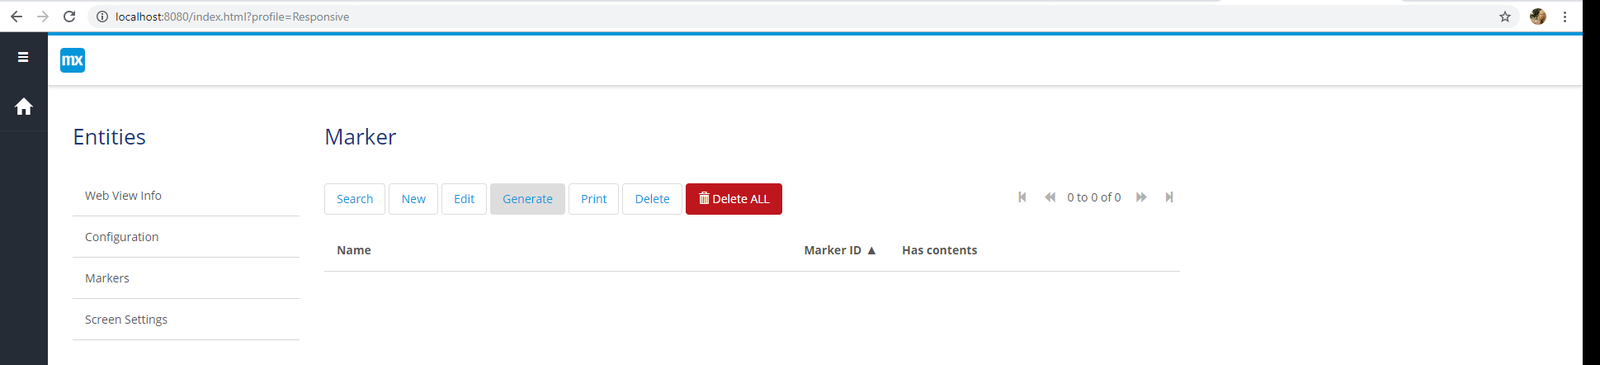 localhost:8080/index.html?profile=Responsive
mx
Entities
Marker
Web View Info
Configuration
Markers
Screen Settings
Search New Edit Generate Print Delete Delete ALL
0 to 0 of 0
Name Marker ID ▲ Has contents